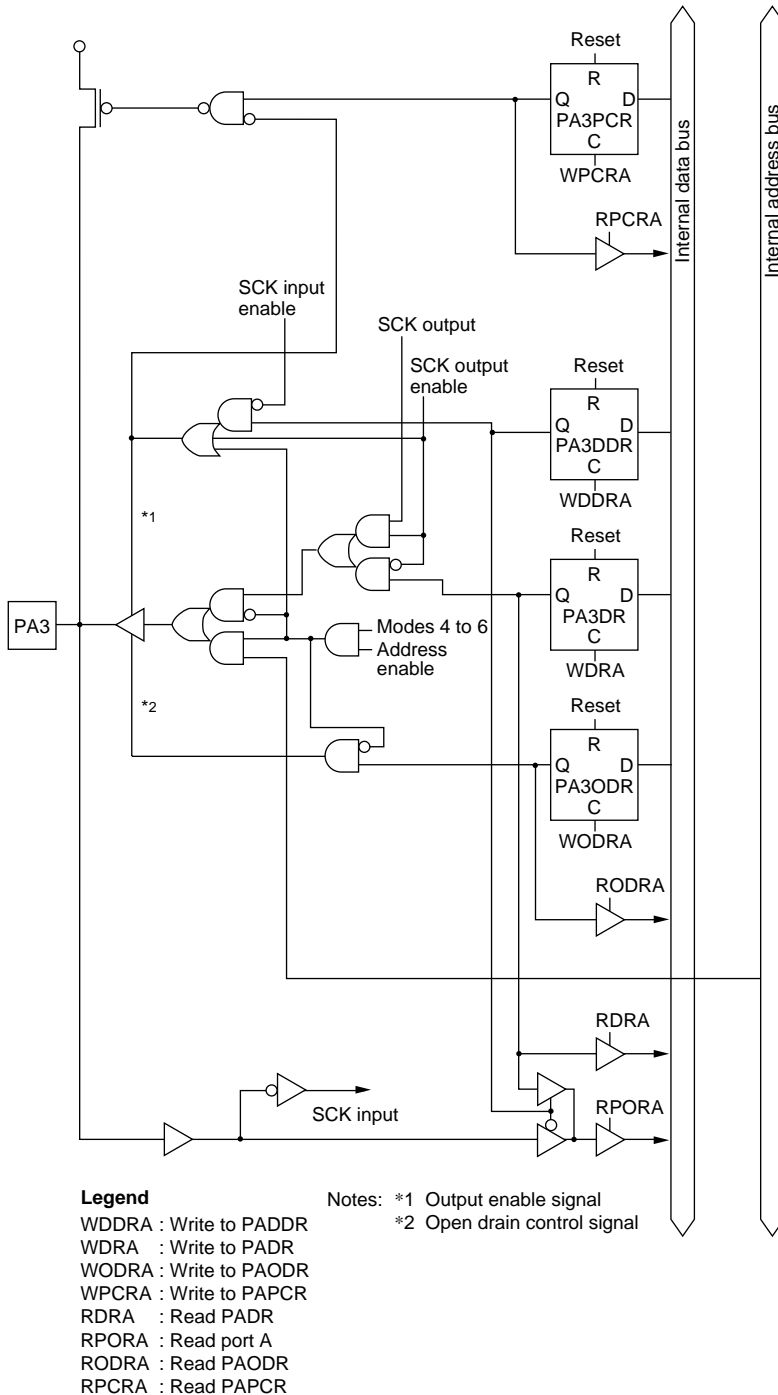 Reset
R
Q D
PA3PCR
C
WPCRA
RPCRA
Internal data bus
Internal address bus
SCK input
enable
SCK output
SCK output
enable
Reset
R
Q D
PA3DDR
C
WDDRA
*1
Reset
R
Q D
PA3DR
C
WDRA
PA3
Modes 4 to 6
Address
enable
*2
Reset
R
Q D
PA3ODR
C
WODRA
RODRA
RDRA
SCK input
RPORA
Legend
WDDRA : Write to PADDR
WDRA : Write to PADR
WODRA : Write to PAODR
WPCRA : Write to PAPCR
RDRA : Read PADR
RPORA : Read port A
RODRA : Read PAODR
RPCRA : Read PAPCR
Notes: *1 Output enable signal
*2 Open drain control signal